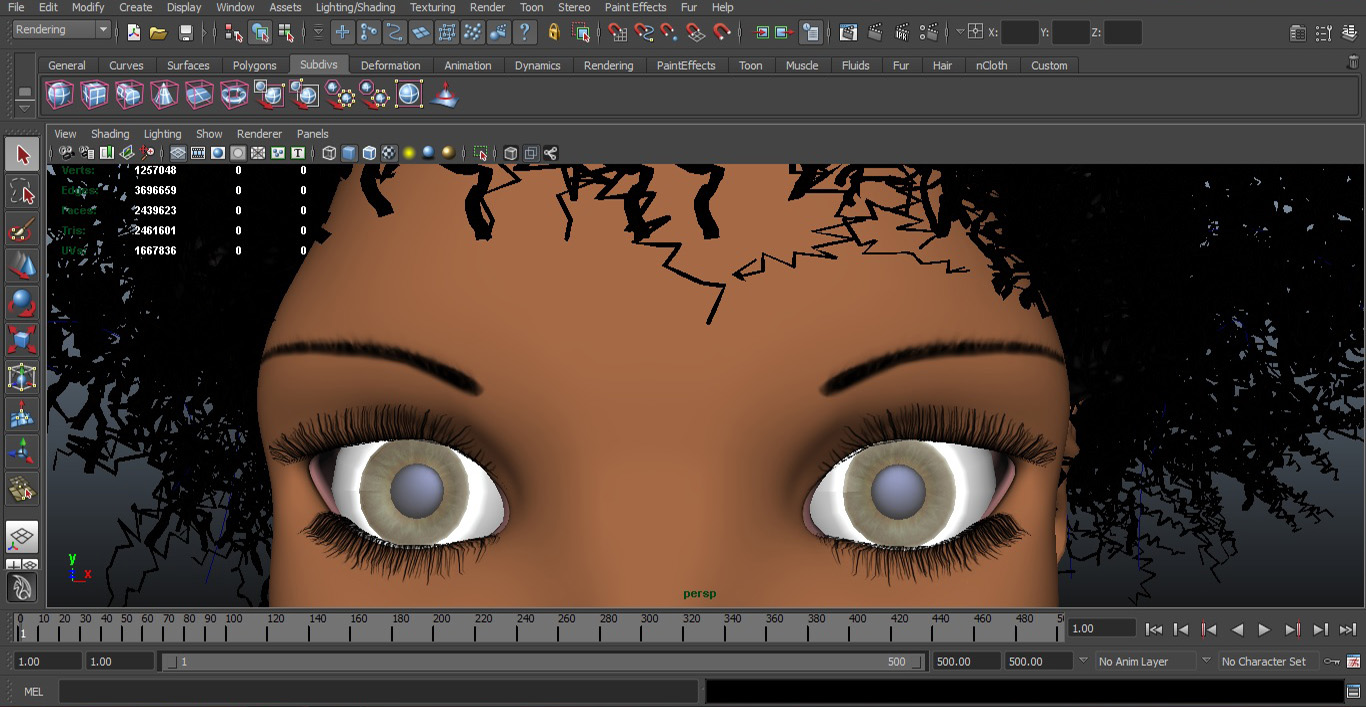 File Edit Modify Create Display Window Assets Lighting/Shading Texturing Render Toon Stereo Paint Effects Fur Help
Rendering X: Y: Z:
General Curves Surfaces Polygons Subdivs Deformation Animation Dynamics Rendering PaintEffects Toon Muscle Fluids Fur Hair nCloth Custom
View Shading Lighting Show Renderer Panels
Verts: 1257048 0 0
Edges: 3696659 0 0
Faces: 2439623 0 0
Tris: 2461601 0 0
UVs: 1667836 0 0
y
z x
persp
0 10 20 30 40 50 60 70 80 90 100 120 140 160 180 200 220 240 260 280 300 320 340 360 380 400 420 440 460 480
1 1.00
1.00 1.00 1 500 500.00 500.00 No Anim Layer No Character Set
MEL